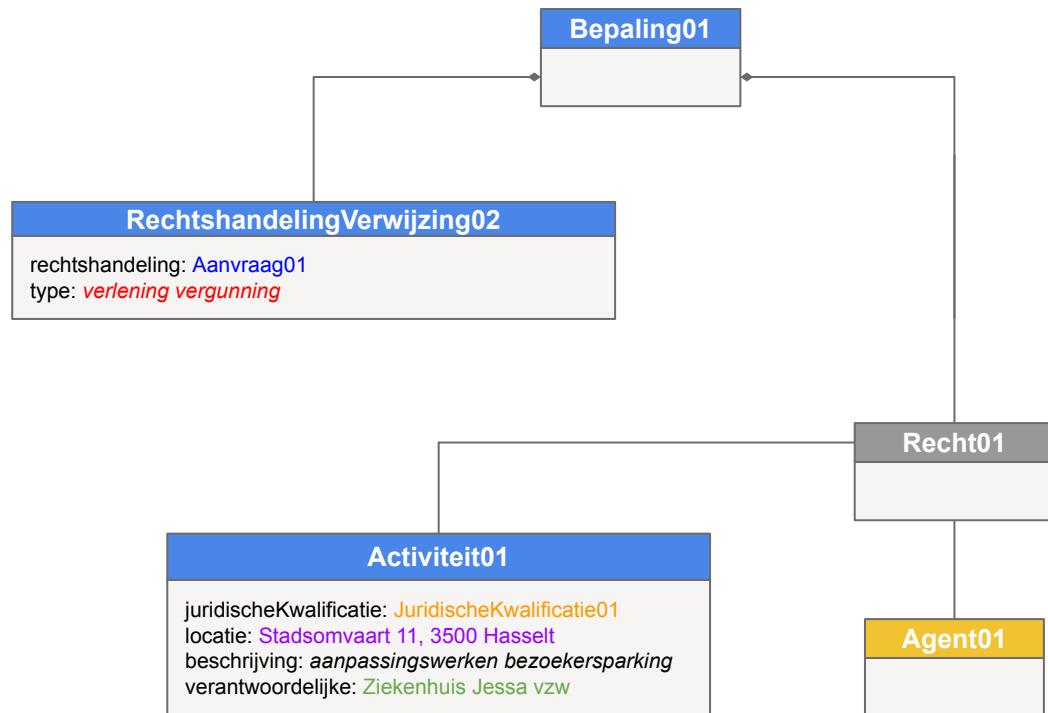 Bepaling01
RechtshandelingVerwijzing02
rechtshandeling: Aanvraag01
type: verlening vergunning
Recht01
Activiteit01
juridischeKwalificatie: JuridischeKwalificatie01
locatie: Stadsomvaart 11, 3500 Hasselt
beschrijving: aanpassingswerken bezoekersparking
verantwoordelijke: Ziekenhuis Jessa vzw
Agent01